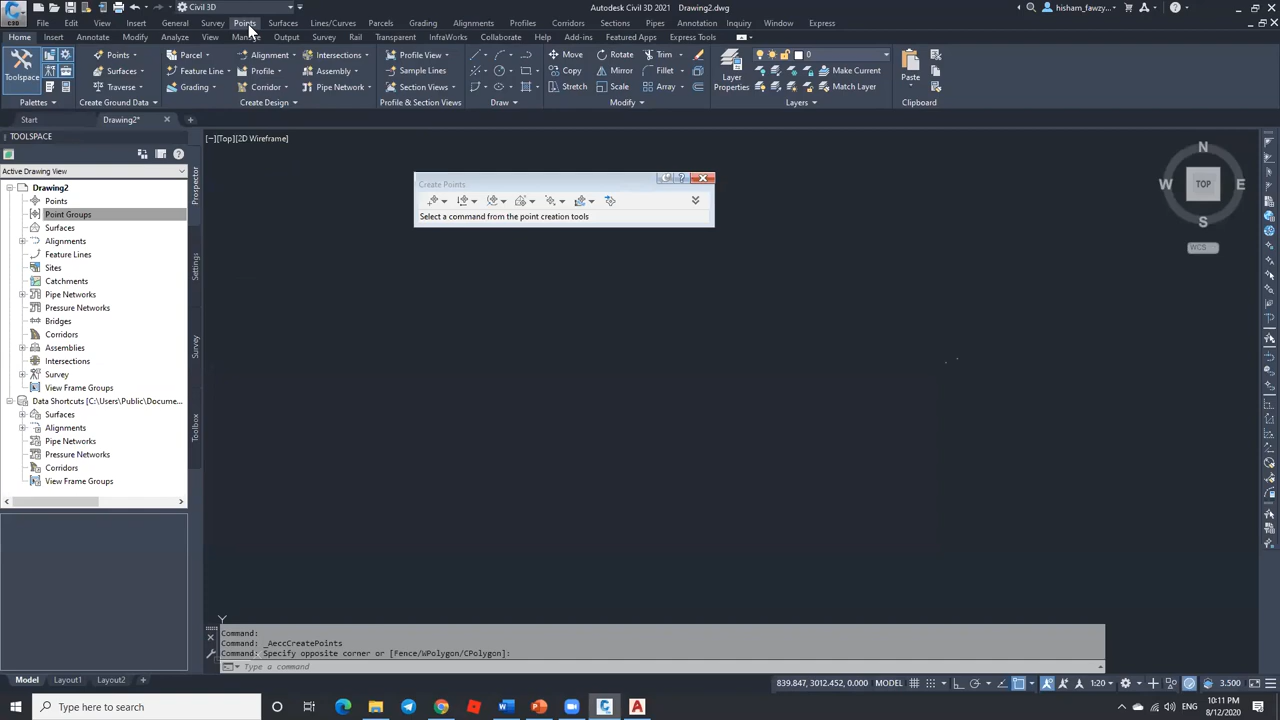 C3D
Civil 3D
Autodesk Civil 3D 2021 Drawing2.dwg
hisham_fawzy...
File Edit View Insert General Survey Points Surfaces Lines/Curves Parcels Grading Alignments Profiles Corridors Sections Pipes Annotation Inquiry Window Express
Home Insert Annotate Modify Analyze View Manage Output Survey Rail Transparent InfraWorks Collaborate Help Add-ins Featured Apps Express Tools
Toolspace
Points
Surfaces
Traverse
Parcel
Feature Line
Grading
Alignment
Profile
Corridor
Intersections
Assembly
Pipe Network
Profile View
Sample Lines
Section Views
Move Rotate Trim
Copy Mirror Fillet
Stretch Scale Array
Layer
Properties
0
Make Current
Match Layer
Paste
Palettes Create Ground Data Create Design Profile & Section Views Draw Modify Layers Clipboard
Start Drawing2*
TOOLSPACE
Active Drawing View
Drawing2
Points
Point Groups
Surfaces
Alignments
Feature Lines
Sites
Catchments
Pipe Networks
Pressure Networks
Bridges
Corridors
Assemblies
Intersections
Survey
View Frame Groups
Data Shortcuts [C:\Users\Public\Docume...
Surfaces
Alignments
Pipe Networks
Pressure Networks
Corridors
View Frame Groups
Prospector
Settings
Survey
Toolbox
[−][Top][2D Wireframe]
Create Points
Select a command from the point creation tools
N
TOP
E
S
WCS
Y
Command:
Command: _AeccCreatePoints
Command: Specify opposite corner or [Fence/WPolygon/CPolygon]:
Type a command
Model Layout1 Layout2
839.847, 3012.452, 0.000 MODEL
1:20
3.500
Type here to search
10:11 PM
8/12/2020